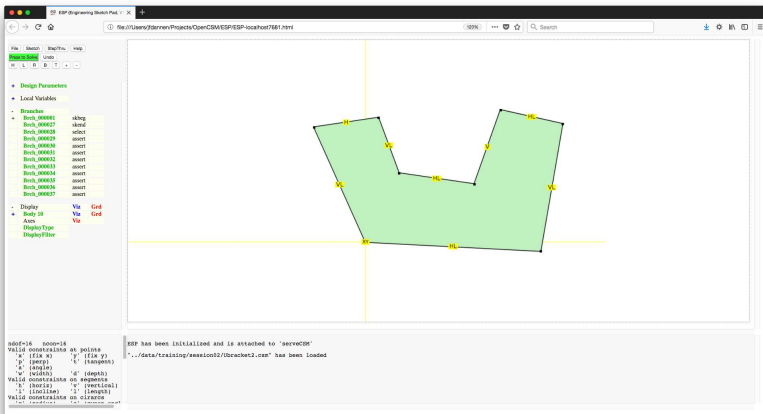 ESP (Engineering Sketch Pad, v
file:///Users/jfdannen/Projects/OpenCSM/ESP/ESP-localhost7681.html
120%
Search
File Sketch StepThru Help
Press to Solve Undo
H L R B T + -
+ Design Parameters
+ Local Variables
- Branches
+ Brch_000001 skbeg
Brch_000027 skend
Brch_000028 select
Brch_000029 assert
Brch_000030 assert
Brch_000031 assert
Brch_000032 assert
Brch_000033 assert
Brch_000034 assert
Brch_000035 assert
Brch_000036 assert
Brch_000037 assert
- Display Viz Grd
+ Body 10 Viz Grd
Axes Viz
DisplayType
DisplayFilter
H
HL
VL
V
HL
VL
VL
XY
HL
ndof=16 ncon=16
Valid constraints at points
'x' (fix x) 'y' (fix y)
'p' (perp) 't' (tangent)
'a' (angle)
'w' (width) 'd' (depth)
Valid constraints on segments
'h' (horiz) 'v' (vertical)
'i' (incline) 'l' (length)
Valid constraints on cirarcs
ESP has been initialized and is attached to 'serveCSM'
"../data/training/session02/Ubracket2.csm" has been loaded